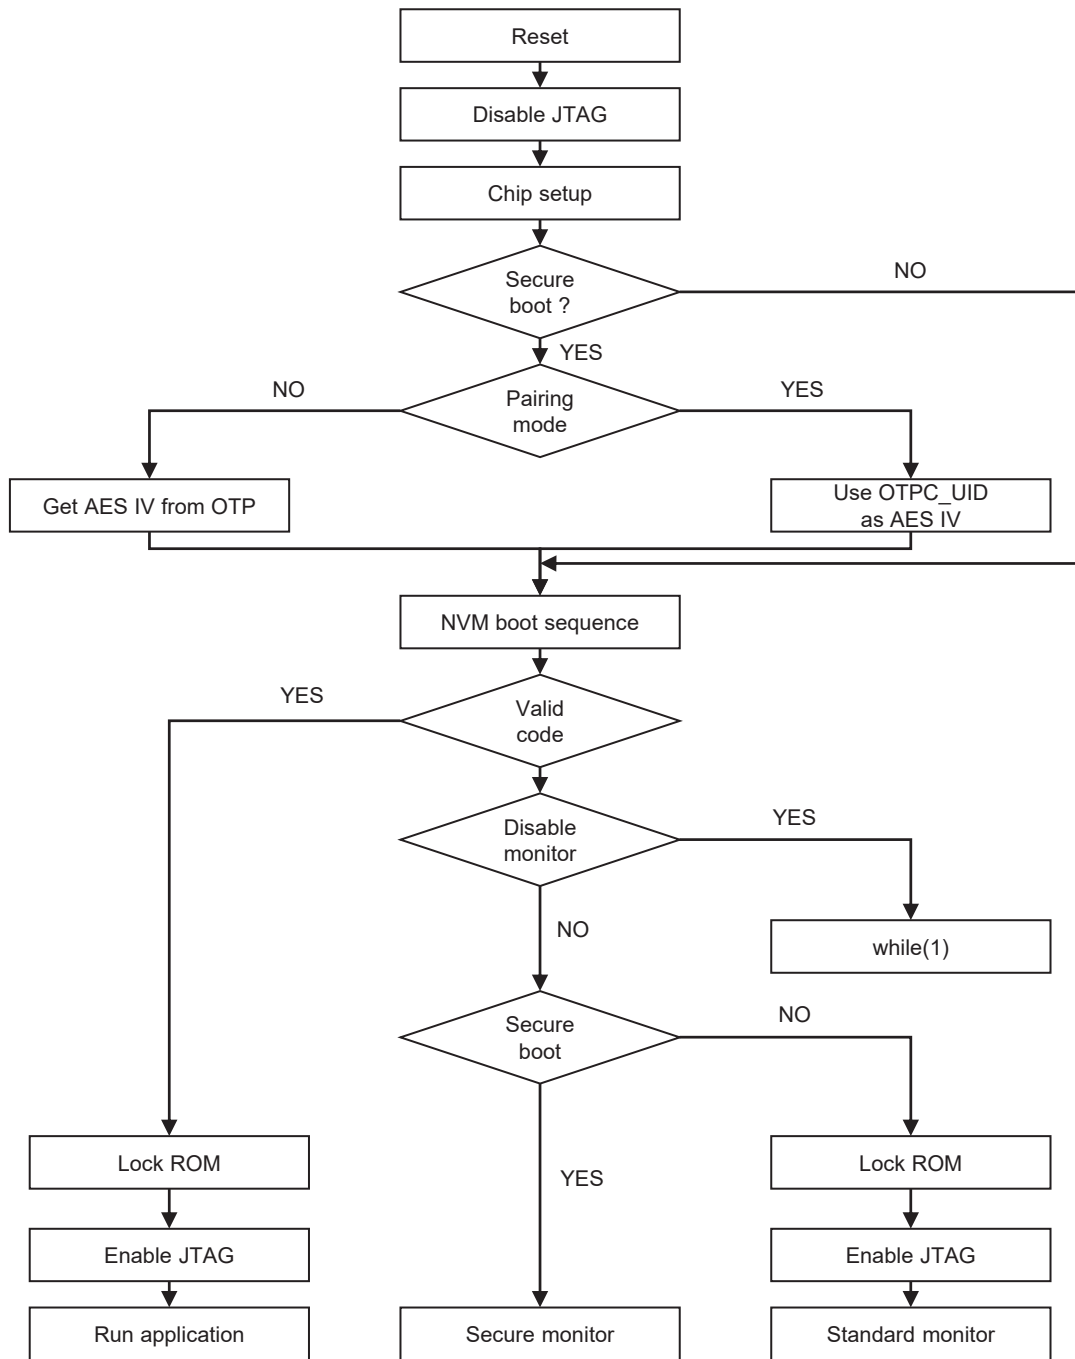 Reset
Disable JTAG
Chip setup
Secure
boot ?
NO
YES
NO
Pairing
mode
YES
Get AES IV from OTP
Use OTPC_UID
as AES IV
NVM boot sequence
YES
Valid
code
Disable
monitor
YES
NO
while(1)
Secure
boot
NO
Lock ROM
YES
Lock ROM
Enable JTAG
Enable JTAG
Run application
Secure monitor
Standard monitor